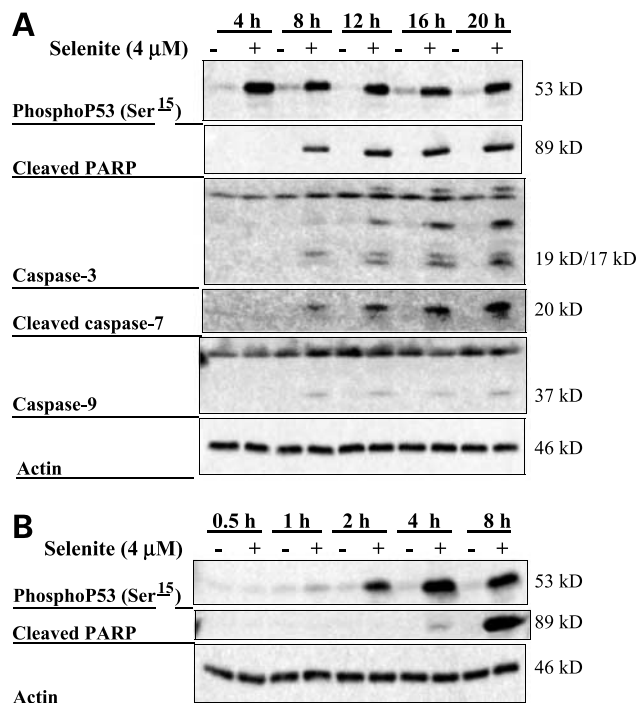 A
4 h 8 h 12 h 16 h 20 h
Selenite (4 µM) - + - + - + - + - +
PhosphoP53 (Ser15) 53 kD
Cleaved PARP 89 kD
Caspase-3 19 kD/17 kD
Cleaved caspase-7 20 kD
Caspase-9 37 kD
Actin 46 kD
B
0.5 h 1 h 2 h 4 h 8 h
Selenite (4 µM) - + - + - + - + - +
PhosphoP53 (Ser15) 53 kD
Cleaved PARP 89 kD
Actin 46 kD